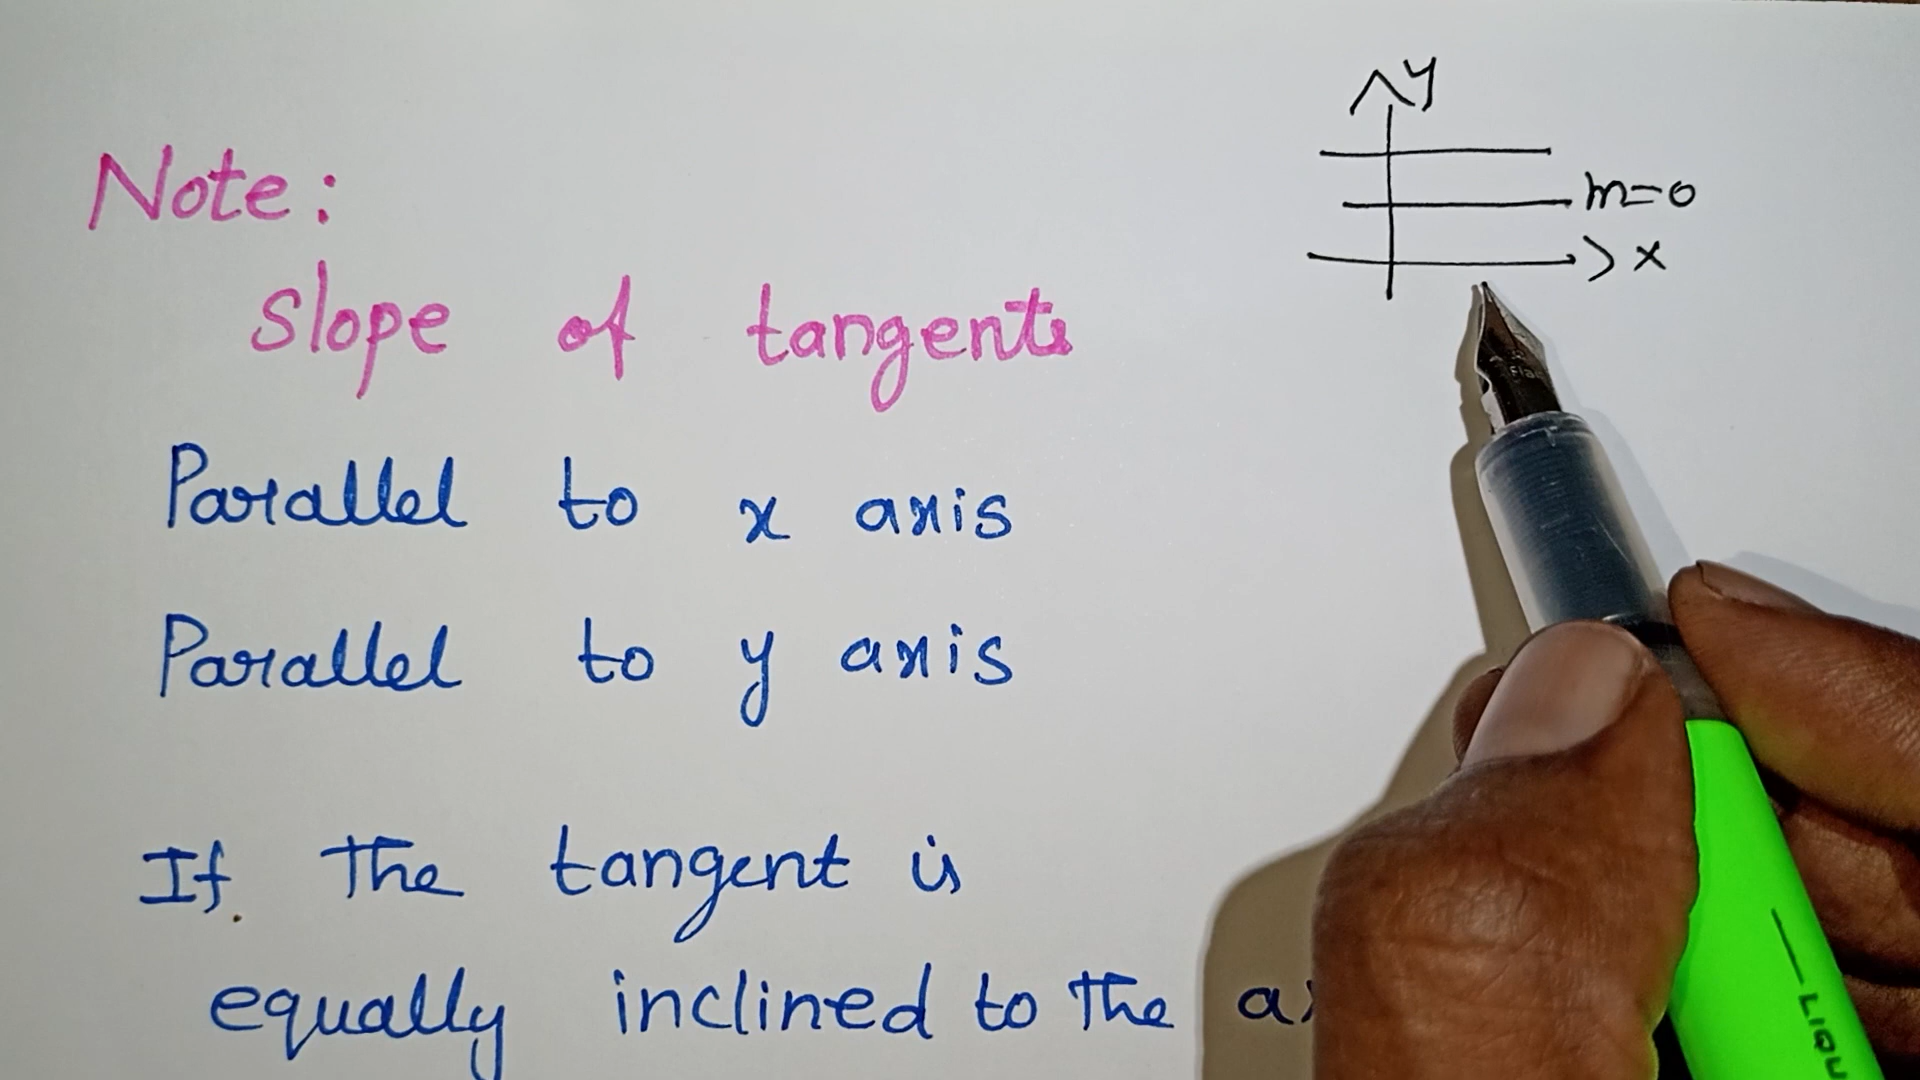 Note:
Slope of tangents
Parallel to x axis
Parallel to y axis
If the tangent is
equally inclined to the
y
m=0
x